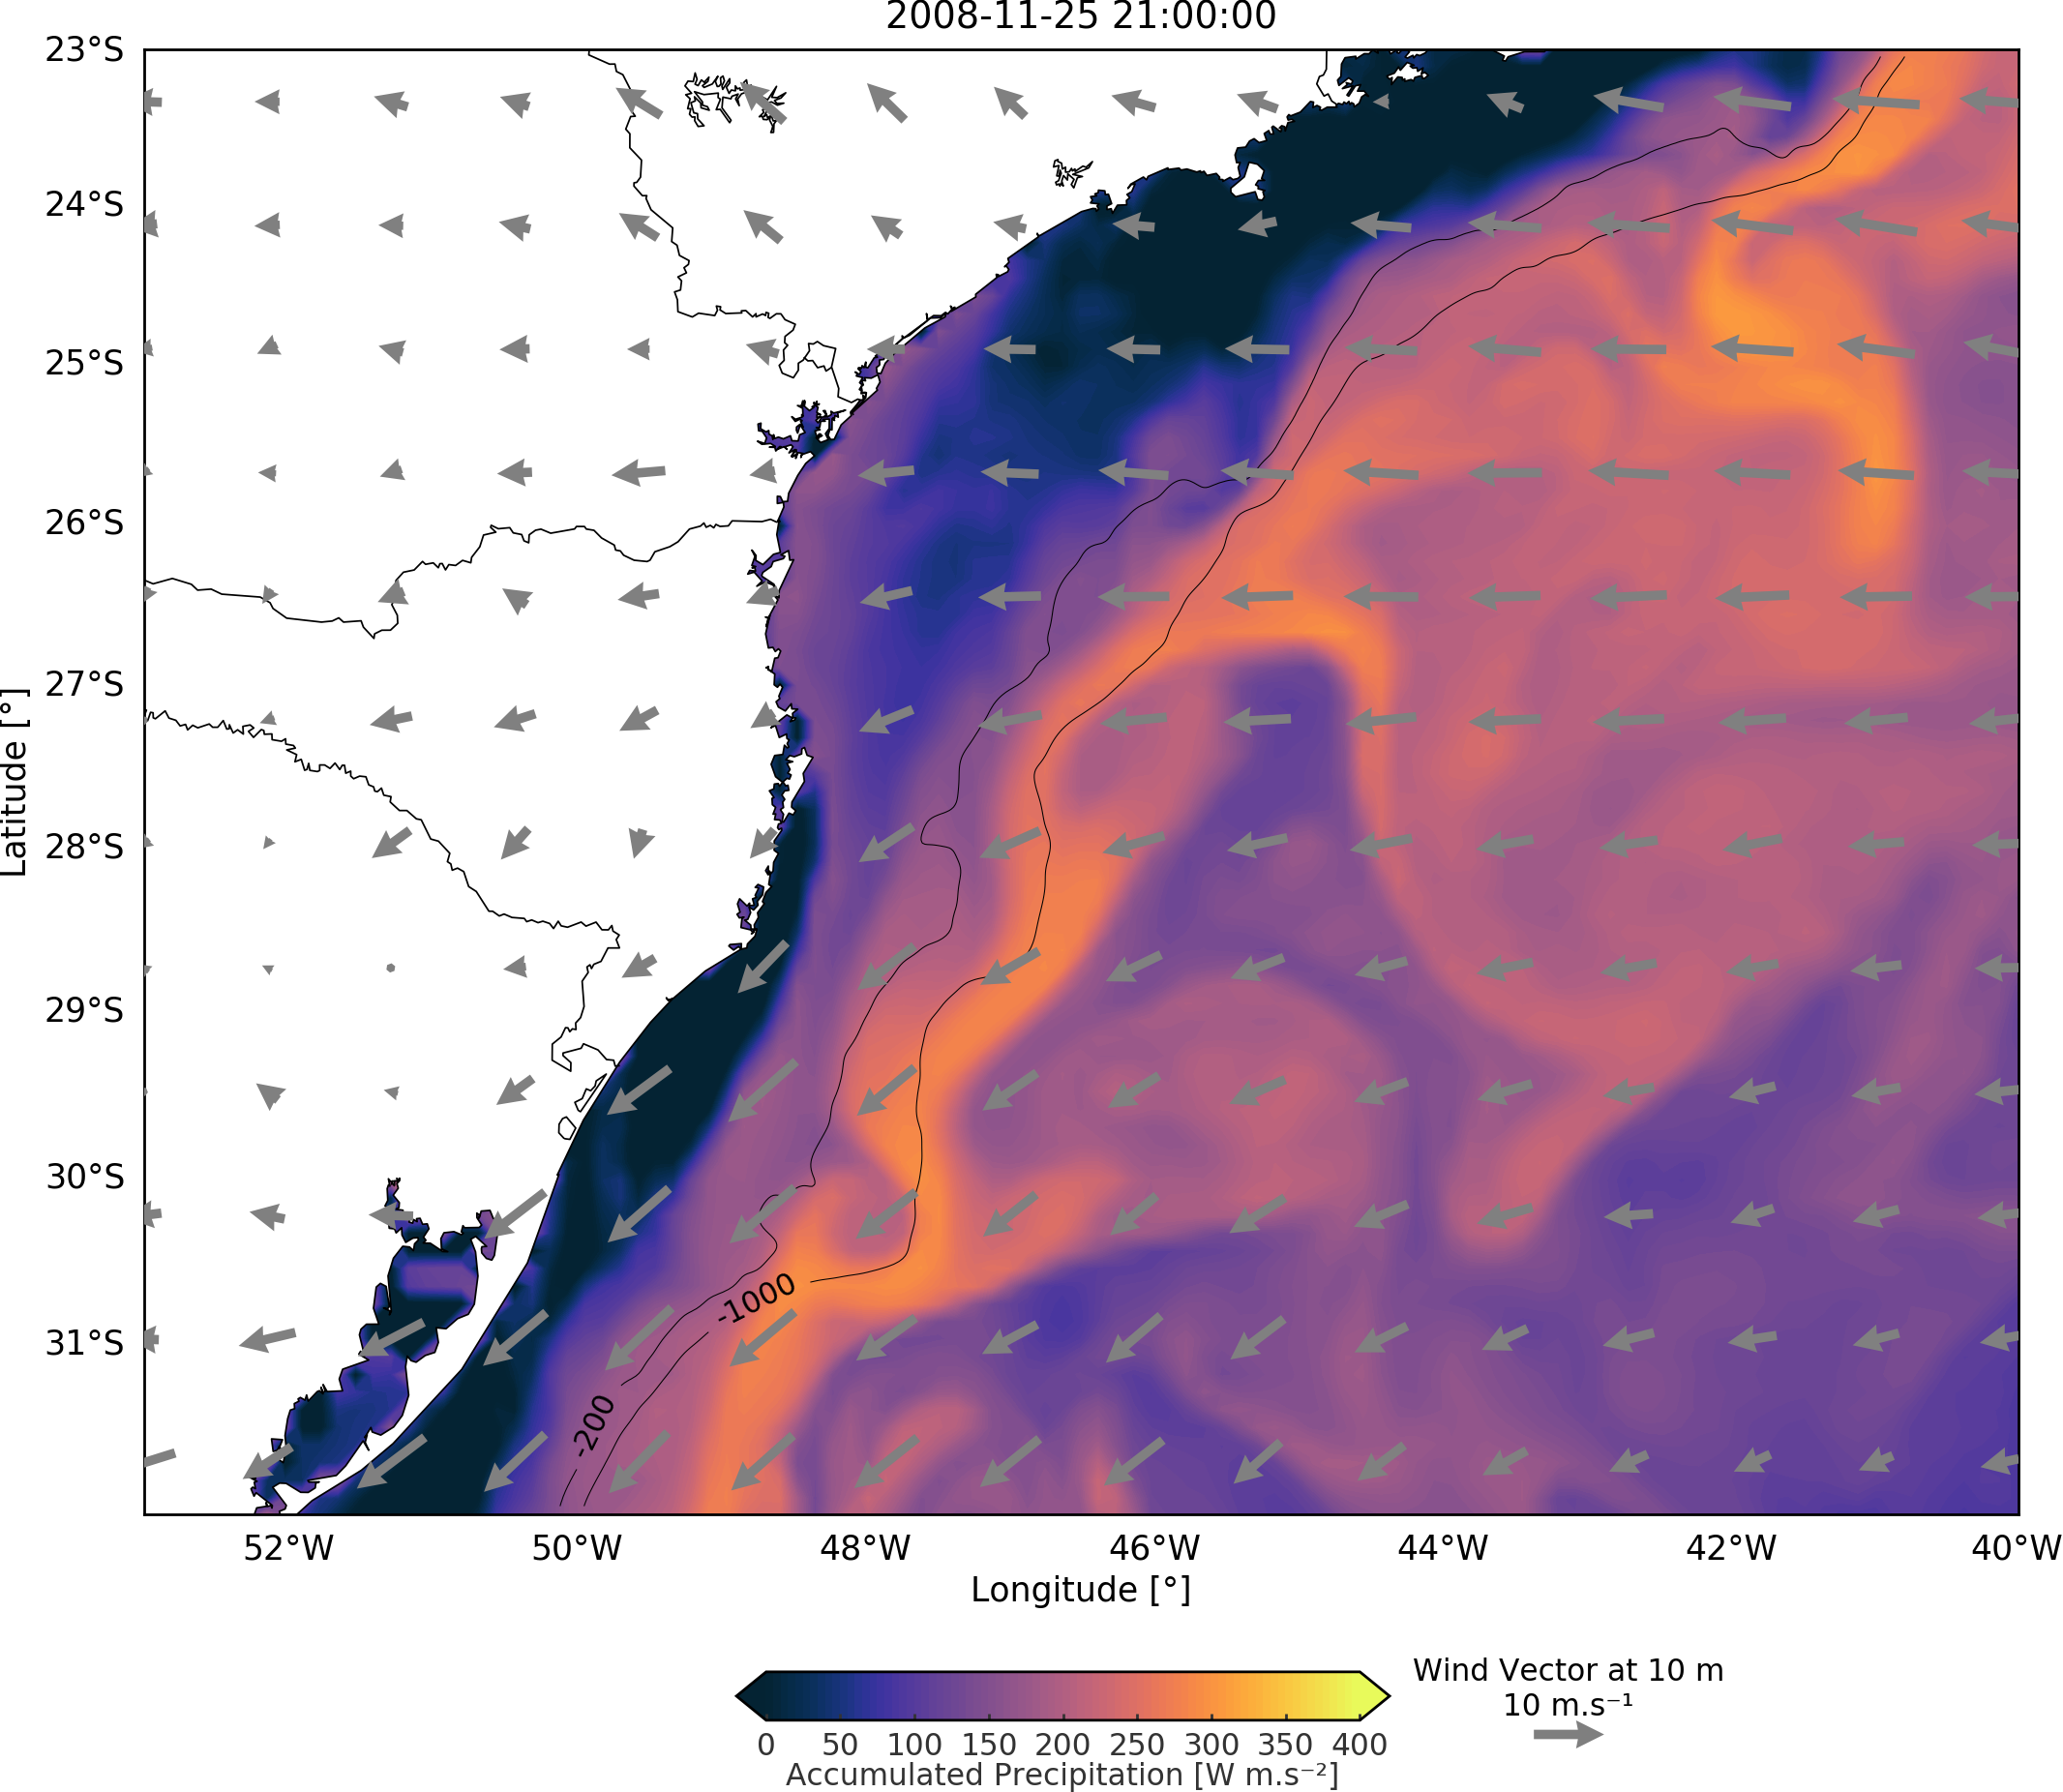 2008-11-25 21:00:00
23°S
24°S
25°S
26°S
27°S
28°S
29°S
30°S
31°S
Latitude [°]
-1000
-200
52°W 50°W 48°W 46°W 44°W 42°W 40°W
Longitude [°]
Wind Vector at 10 m
10 m.s⁻¹
0 50 100 150 200 250 300 350 400
Accumulated Precipitation [W m.s⁻²]